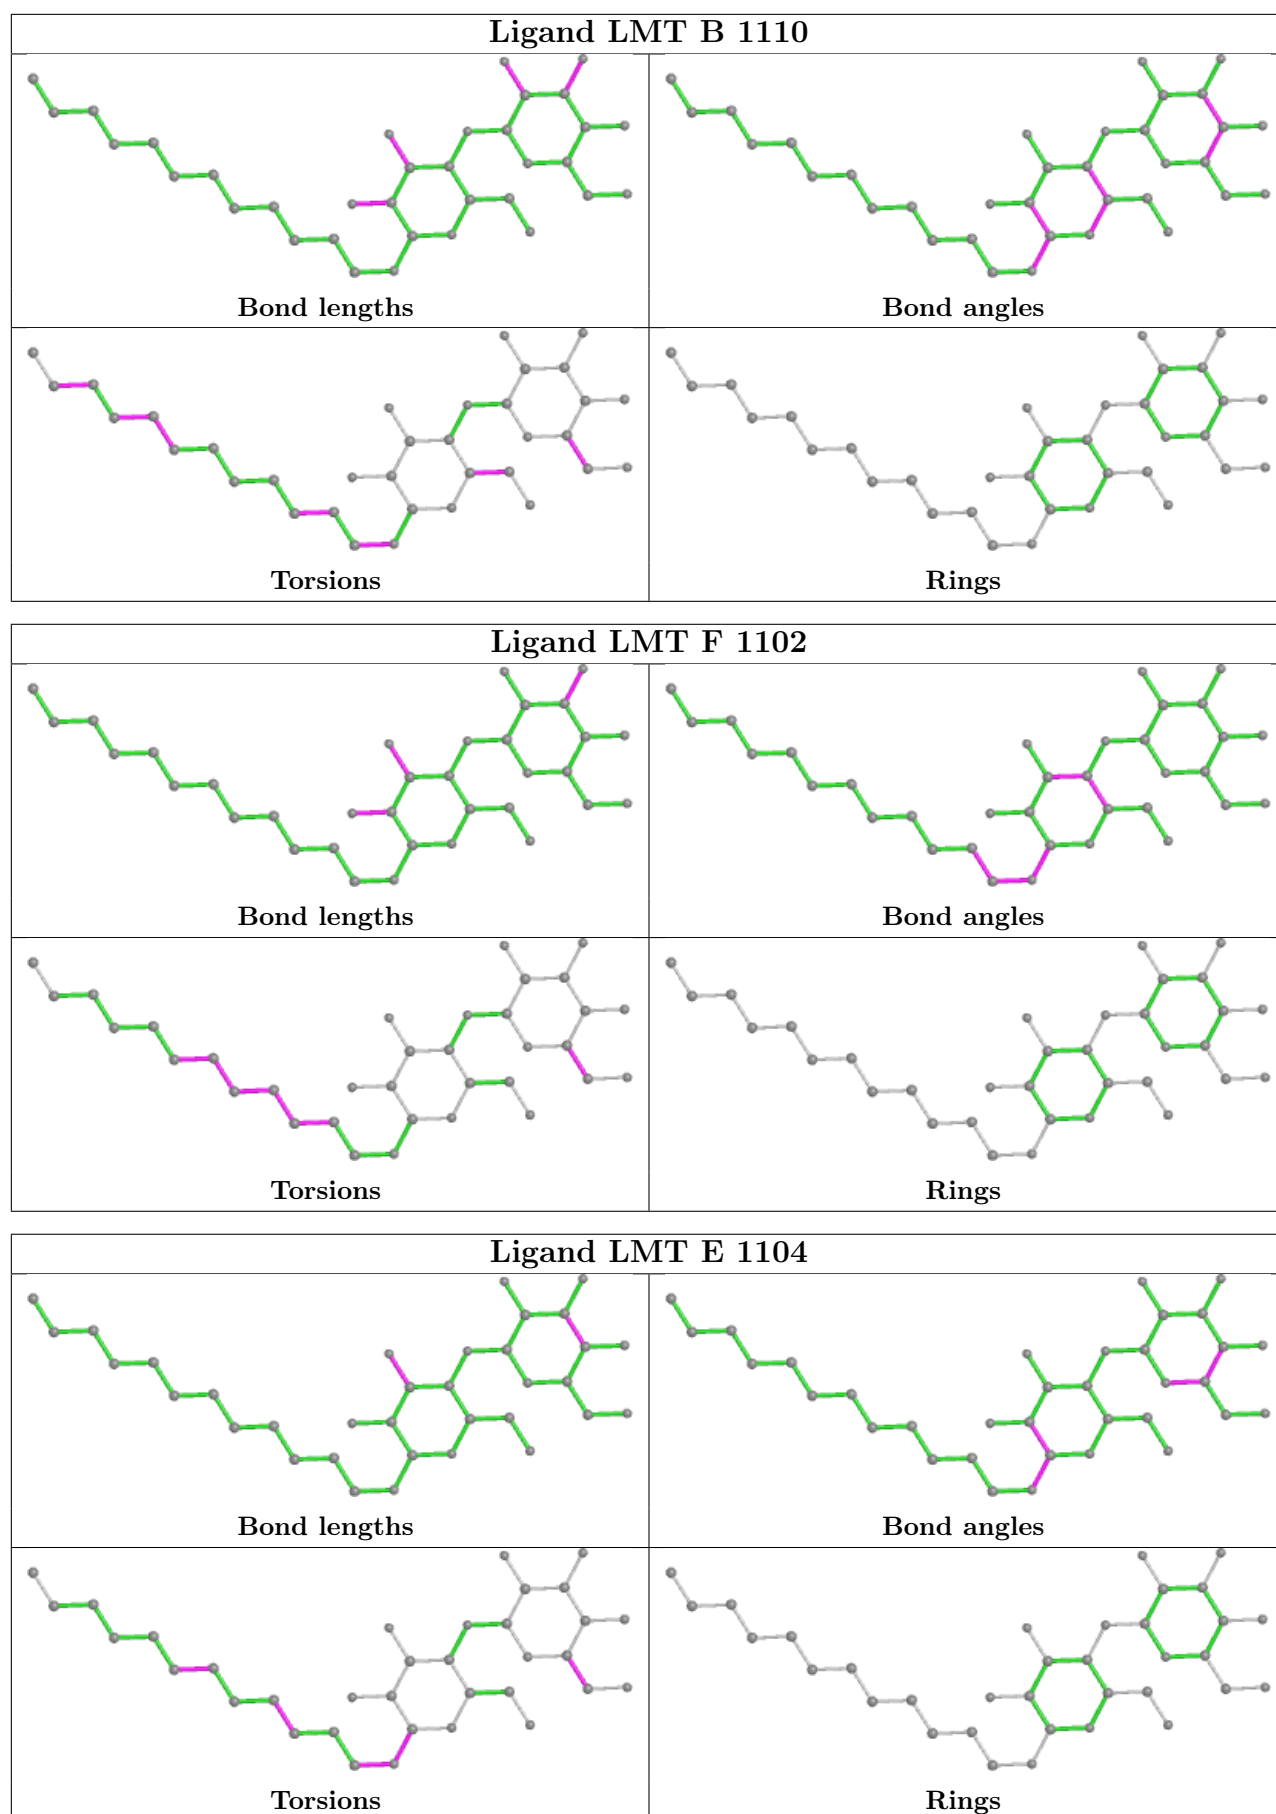 Ligand LMT B 1110
Bond lengths
Bond angles
Torsions
Rings
Ligand LMT F 1102
Bond lengths
Bond angles
Torsions
Rings
Ligand LMT E 1104
Bond lengths
Bond angles
Torsions
Rings